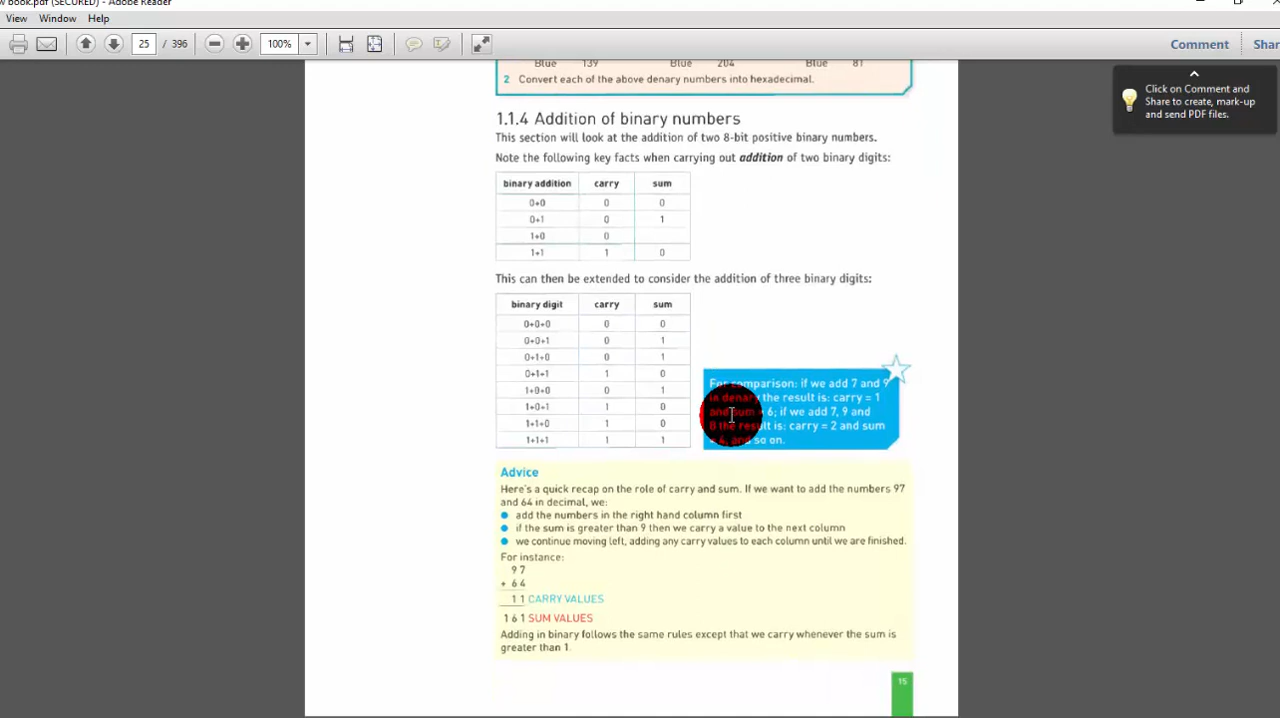 w book.pdf (SECURED) - Adobe Reader
View Window Help
25 / 396 100% Comment Shar
Click on Comment and
Share to create, mark-up
and send PDF files.
Blue 139 Blue 204 Blue 81
2 Convert each of the above denary numbers into hexadecimal.
1.1.4 Addition of binary numbers
This section will look at the addition of two 8-bit positive binary numbers.
Note the following key facts when carrying out addition of two binary digits:
binary addition carry sum
0+0 0 0
0+1 0 1
1+0 0
1+1 1 0
This can then be extended to consider the addition of three binary digits:
binary digit carry sum
0+0+0 0 0
0+0+1 0 1
0+1+0 0 1
0+1+1 1 0
1+0+0 0 1
1+0+1 1 0
1+1+0 1 0
1+1+1 1 1
For comparison: if we add 7 and 9
in denary the result is: carry = 1
and sum = 6; if we add 7, 9 and
8 the result is: carry = 2 and sum
= 4, and so on.
Advice
Here's a quick recap on the role of carry and sum. If we want to add the numbers 97
and 64 in decimal, we:
add the numbers in the right hand column first
if the sum is greater than 9 then we carry a value to the next column
we continue moving left, adding any carry values to each column until we are finished.
For instance:
9 7
+ 6 4
1 1 CARRY VALUES
1 6 1 SUM VALUES
Adding in binary follows the same rules except that we carry whenever the sum is
greater than 1.
15